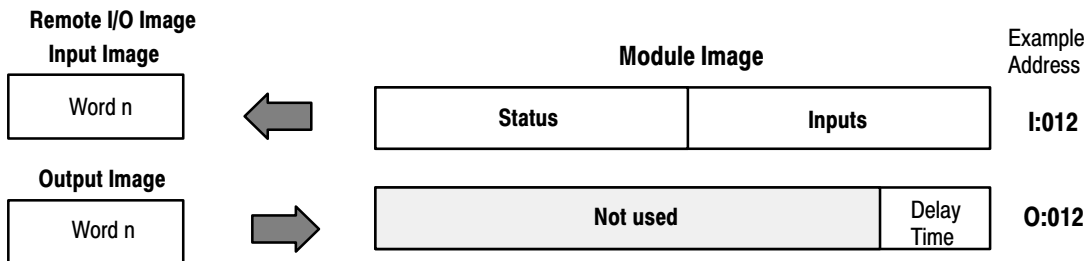 Remote I/O Image
Input Image
Word n
Module Image
Example
Address
Status
Inputs
I:012
Output Image
Word n
Not used
Delay
Time
O:012